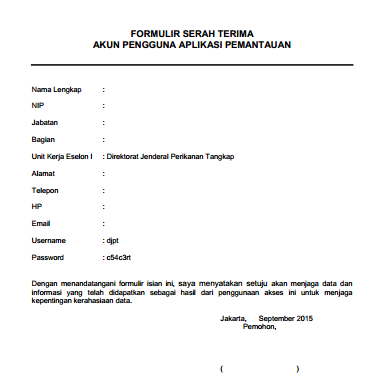 FORMULIR SERAH TERIMA
AKUN PENGGUNA APLIKASI PEMANTAUAN
Nama Lengkap :
NIP :
Jabatan :
Bagian :
Unit Kerja Eselon I : Direktorat Jenderal Perikanan Tangkap
Alamat :
Telepon :
HP :
Email :
Username : djpt
Password : c54c3rt
Dengan menandatangani formulir isian ini, saya menyatakan setuju akan menjaga data dan
informasi yang telah didapatkan sebagai hasil dari penggunaan akses ini untuk menjaga
kepentingan kerahasiaan data.
Jakarta, September 2015
Pemohon,
( )